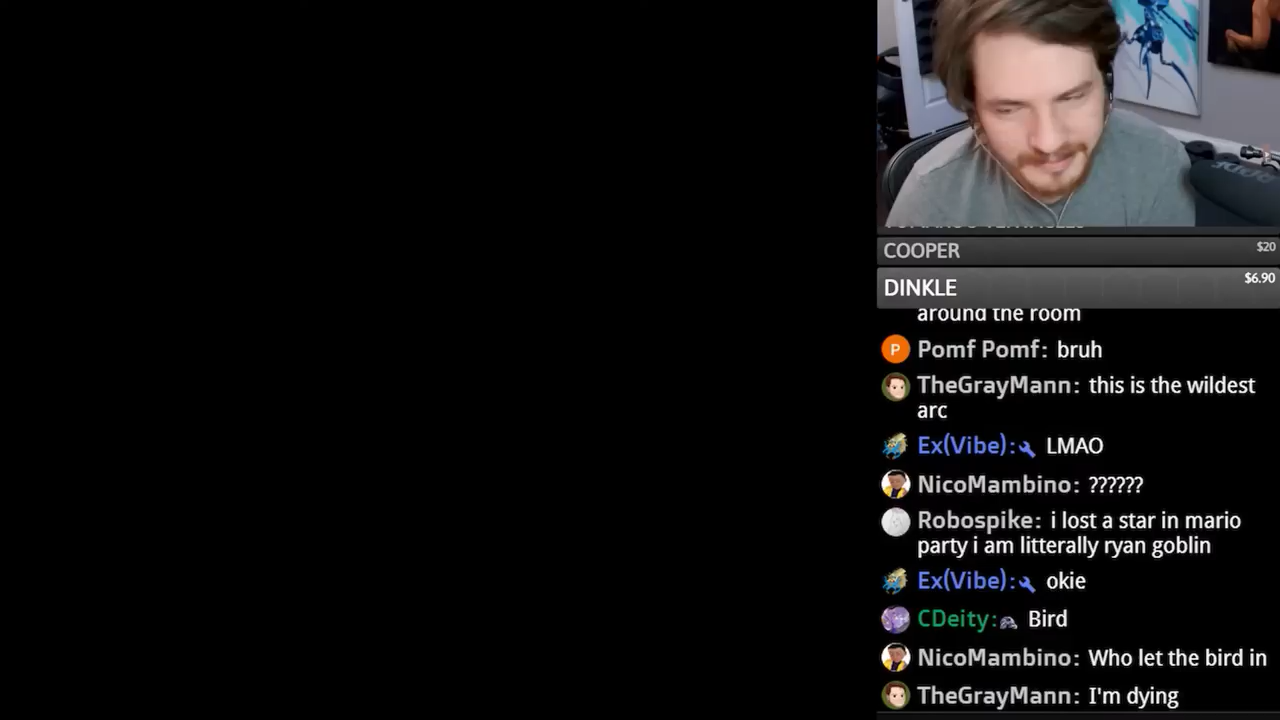 COOPER $20
DINKLE $6.90
around the room
P Pomf Pomf: bruh
TheGrayMann: this is the wildest
arc
Ex(Vibe): LMAO
NicoMambino: ??????
Robospike: i lost a star in mario
party i am litterally ryan goblin
Ex(Vibe): okie
CDeity: Bird
NicoMambino: Who let the bird in
TheGrayMann: I'm dying